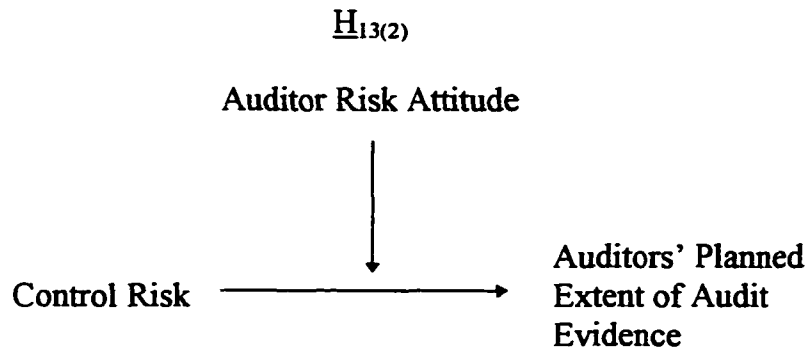 H13(2)
Auditor Risk Attitude
Control Risk
Auditors' Planned
Extent of Audit
Evidence